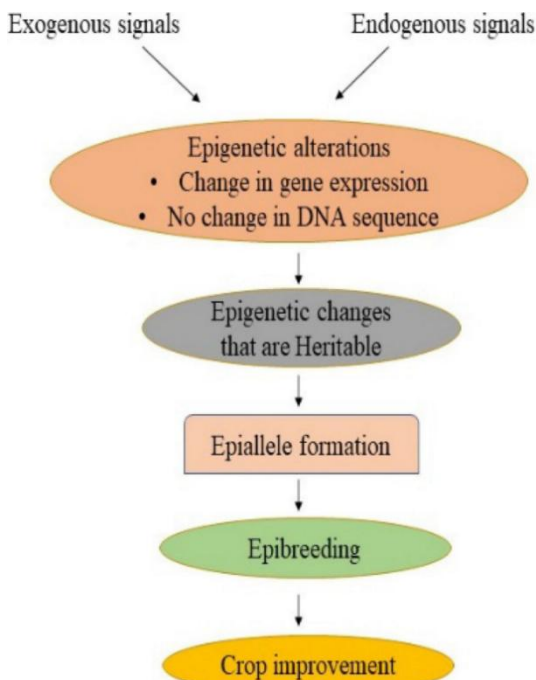 Exogenous signals
Endogenous signals
Epigenetic alterations
• Change in gene expression
• No change in DNA sequence
Epigenetic changes
that are Heritable
Epiallele formation
Epibreeding
Crop improvement